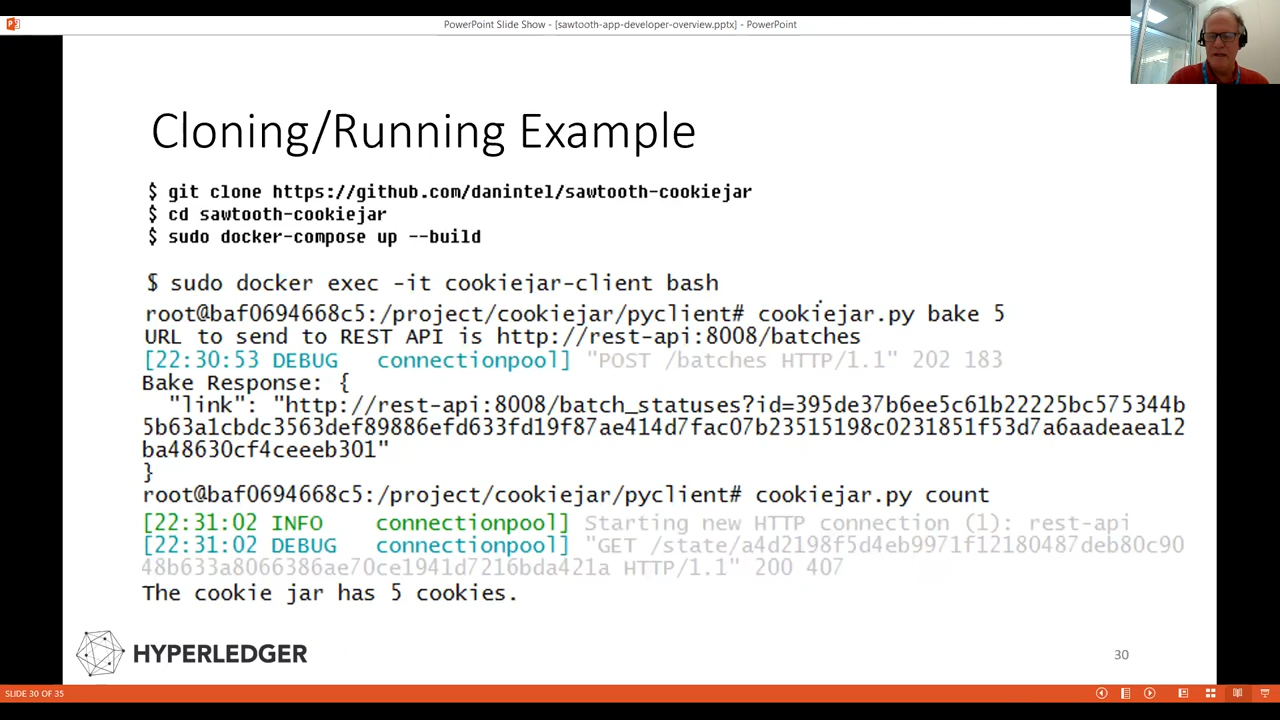 PowerPoint Slide Show - [sawtooth-app-developer-overview.pptx] - PowerPoint
Cloning/Running Example
$ git clone https://github.com/danintel/sawtooth-cookiejar
$ cd sawtooth-cookiejar
$ sudo docker-compose up --build
$ sudo docker exec -it cookiejar-client bash
root@baf0694668c5:/project/cookiejar/pyclient# cookiejar.py bake 5
URL to send to REST API is http://rest-api:8008/batches
[22:30:53 DEBUG connectionpool] "POST /batches HTTP/1.1" 202 183
Bake Response: {
"link": "http://rest-api:8008/batch_statuses?id=395de37b6ee5c61b22225bc575344b
5b63a1cbdc3563def89886efd633fd19f87ae414d7fac07b23515198c0231851f53d7a6aadeaea12
ba48630cf4ceeeb301"
}
root@baf0694668c5:/project/cookiejar/pyclient# cookiejar.py count
[22:31:02 INFO connectionpool] Starting new HTTP connection (1): rest-api
[22:31:02 DEBUG connectionpool] "GET /state/a4d2198f5d4eb9971f12180487deb80c90
48b633a8066386ae70ce1941d7216bda421a HTTP/1.1" 200 407
The cookie jar has 5 cookies.
HYPERLEDGER
30
SLIDE 30 OF 35